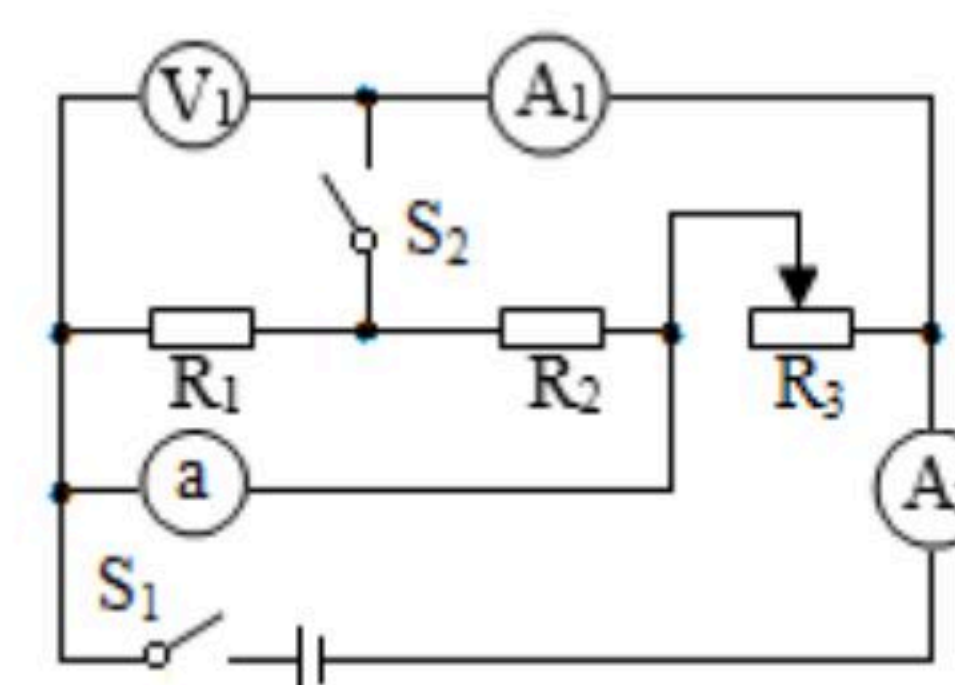 V₁ A₁
S₂
R₁ R₂ R₃
a A
S₁